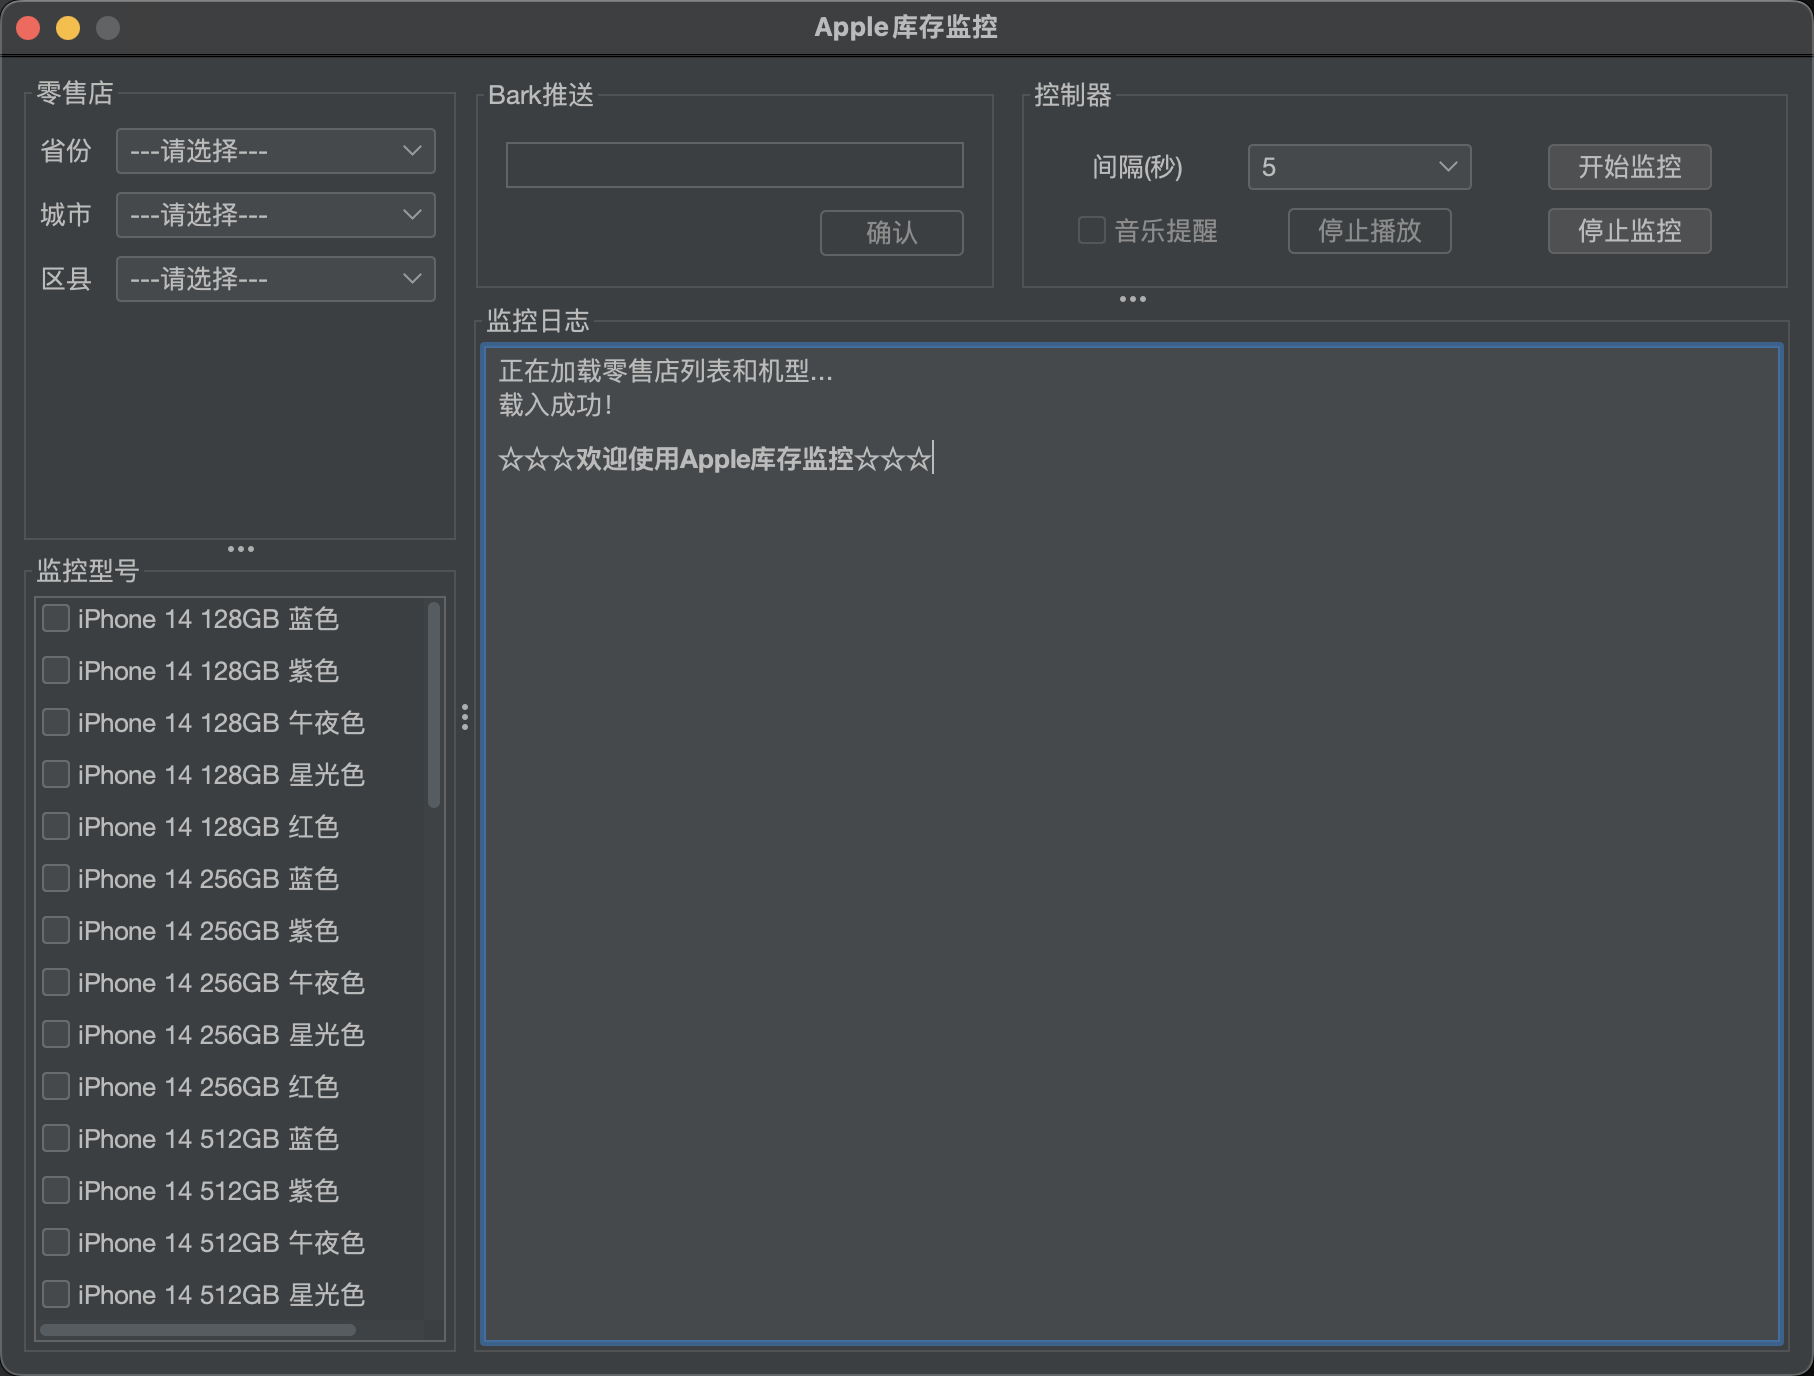 Apple库存监控
零售店
省份
---请选择---
城市
---请选择---
区县
---请选择---
Bark推送
确认
控制器
间隔(秒)
5
开始监控
音乐提醒
停止播放
停止监控
监控型号
iPhone 14 128GB 蓝色
iPhone 14 128GB 紫色
iPhone 14 128GB 午夜色
iPhone 14 128GB 星光色
iPhone 14 128GB 红色
iPhone 14 256GB 蓝色
iPhone 14 256GB 紫色
iPhone 14 256GB 午夜色
iPhone 14 256GB 星光色
iPhone 14 256GB 红色
iPhone 14 512GB 蓝色
iPhone 14 512GB 紫色
iPhone 14 512GB 午夜色
iPhone 14 512GB 星光色
监控日志
正在加载零售店列表和机型...
载入成功!
☆☆☆欢迎使用Apple库存监控☆☆☆